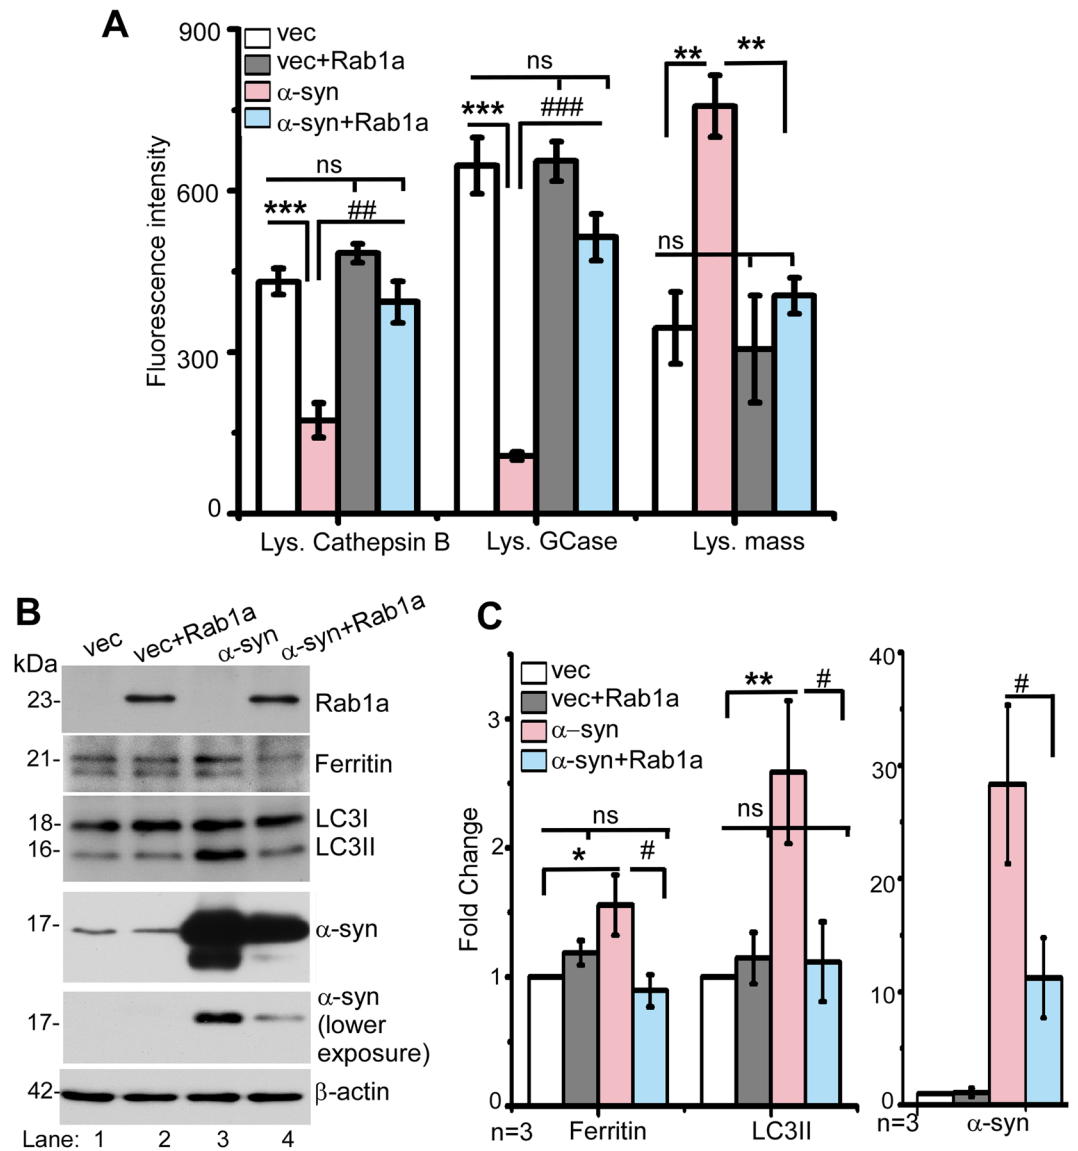 A
900
600
300
0
Fluorescence intensity
vec
vec+Rab1a
α-syn
α-syn+Rab1a
ns
***
##
ns
***
###
**
**
ns
Lys. Cathepsin B
Lys. GCase
Lys. mass
B
vec
vec+Rab1a
α-syn
α-syn+Rab1a
kDa
23-
Rab1a
21-
Ferritin
18-
LC3I
16-
LC3II
17-
α-syn
17-
α-syn
(lower
exposure)
42-
β-actin
Lane: 1 2 3 4
C
vec
vec+Rab1a
α−syn
α-syn+Rab1a
Fold Change
3
2
1
0
ns
*
#
**
#
ns
n=3
Ferritin
LC3II
40
30
20
10
0
#
n=3
α-syn